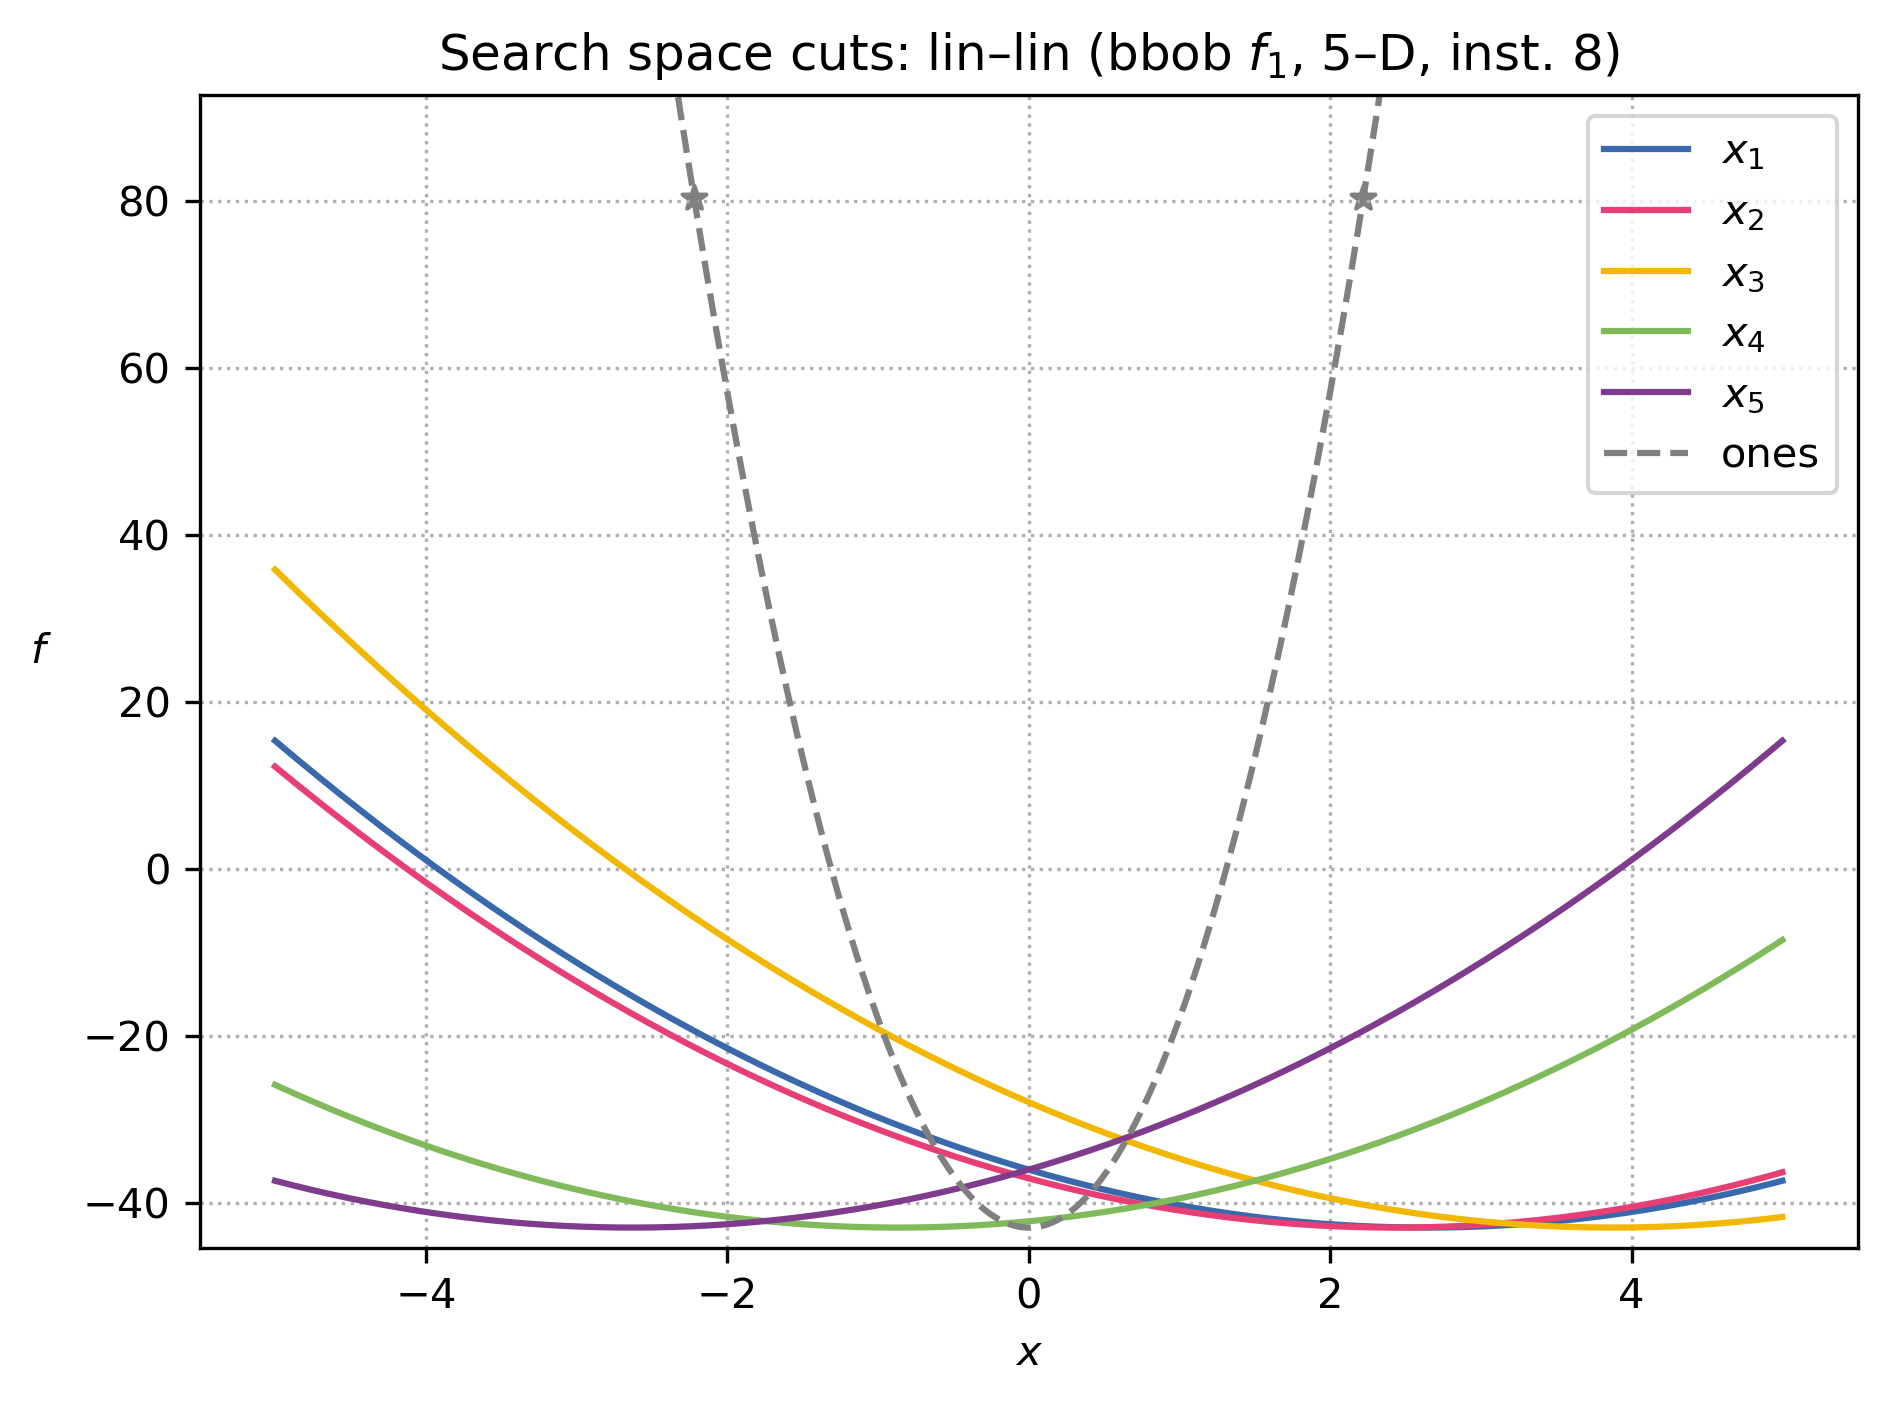 Search space cuts: lin–lin (bbob f₁, 5–D, inst. 8)
x₁
x₂
x₃
x₄
x₅
ones
f
80
60
40
20
0
−20
−40
−4
−2
0
2
4
x